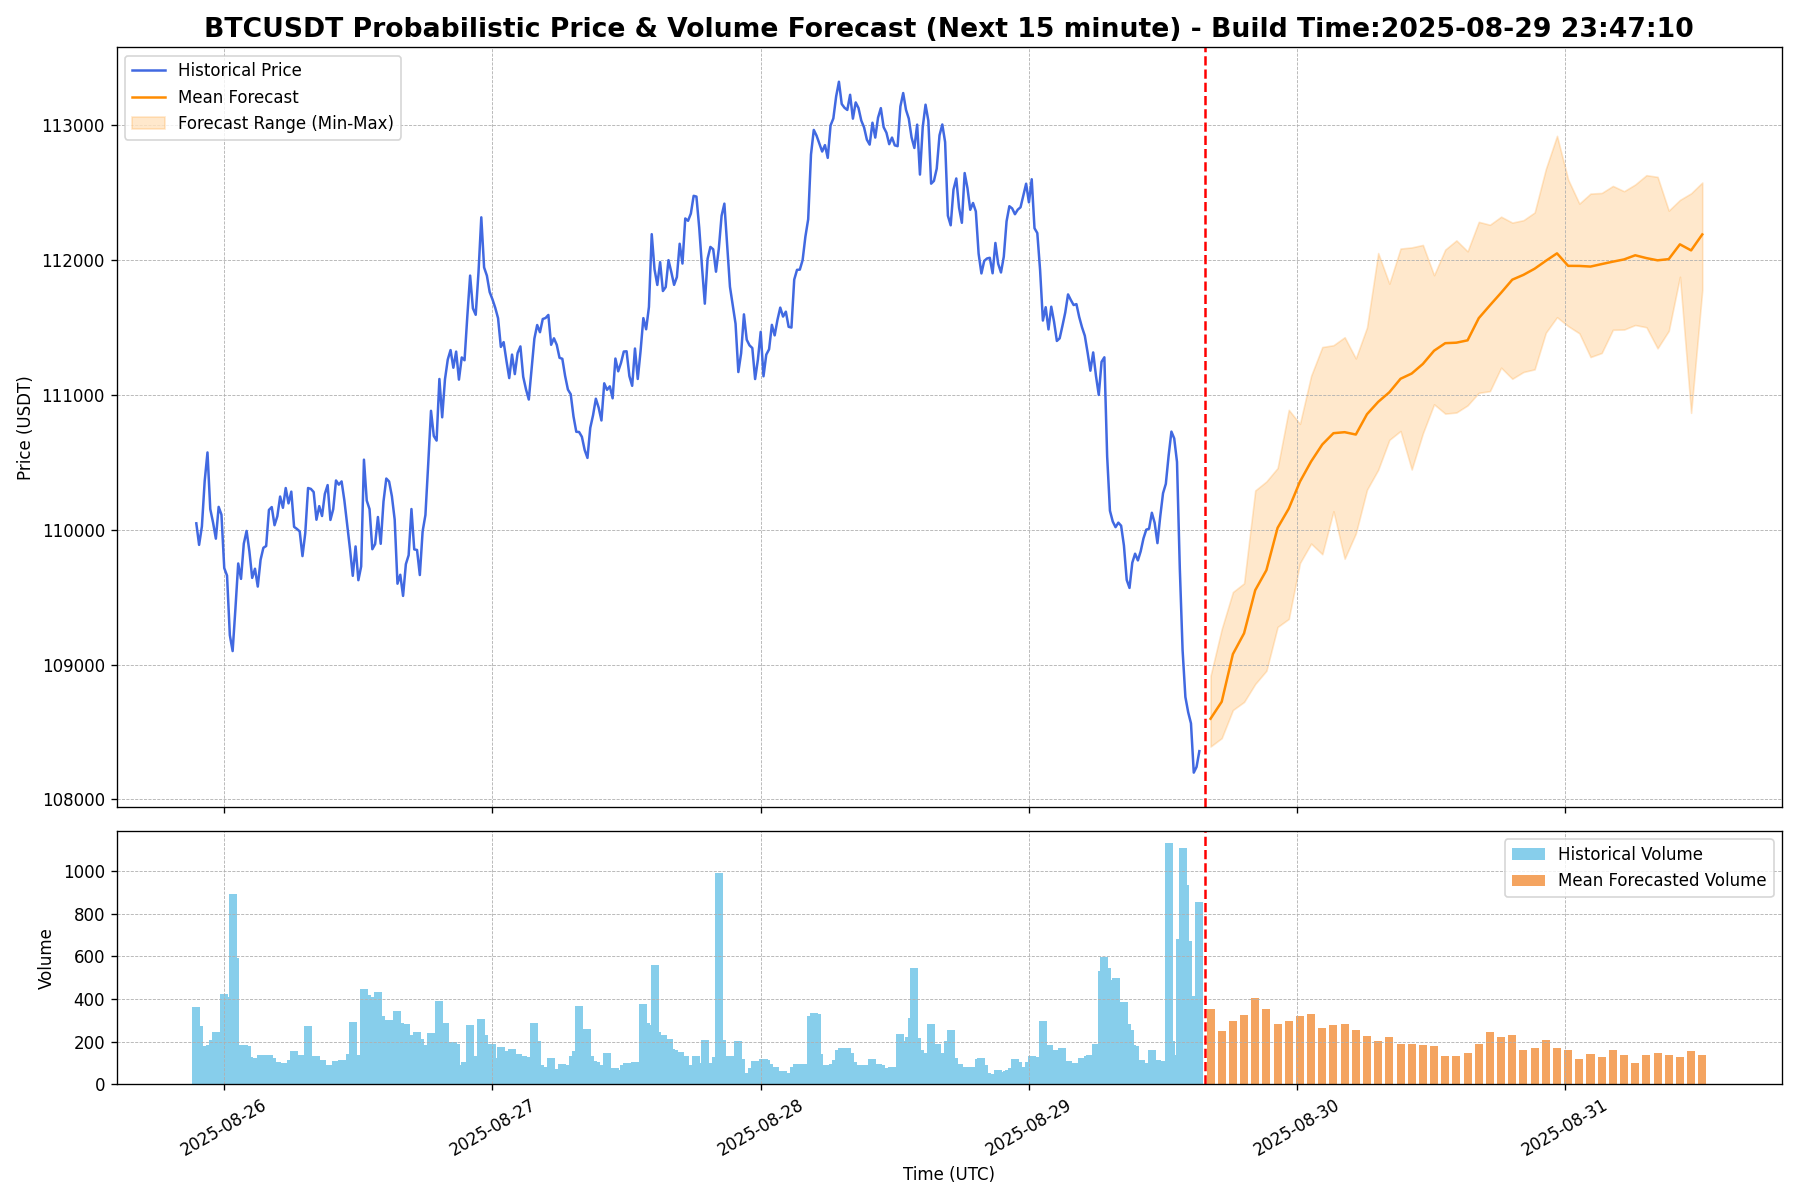 BTCUSDT Probabilistic Price & Volume Forecast (Next 15 minute) - Build Time:2025-08-29 23:47:10
Historical Price
Mean Forecast
Forecast Range (Min-Max)
Price (USDT)
113000
112000
111000
110000
109000
108000
Historical Volume
Mean Forecasted Volume
Volume
1000
800
600
400
200
0
2025-08-26
2025-08-27
2025-08-28
2025-08-29
2025-08-30
2025-08-31
Time (UTC)